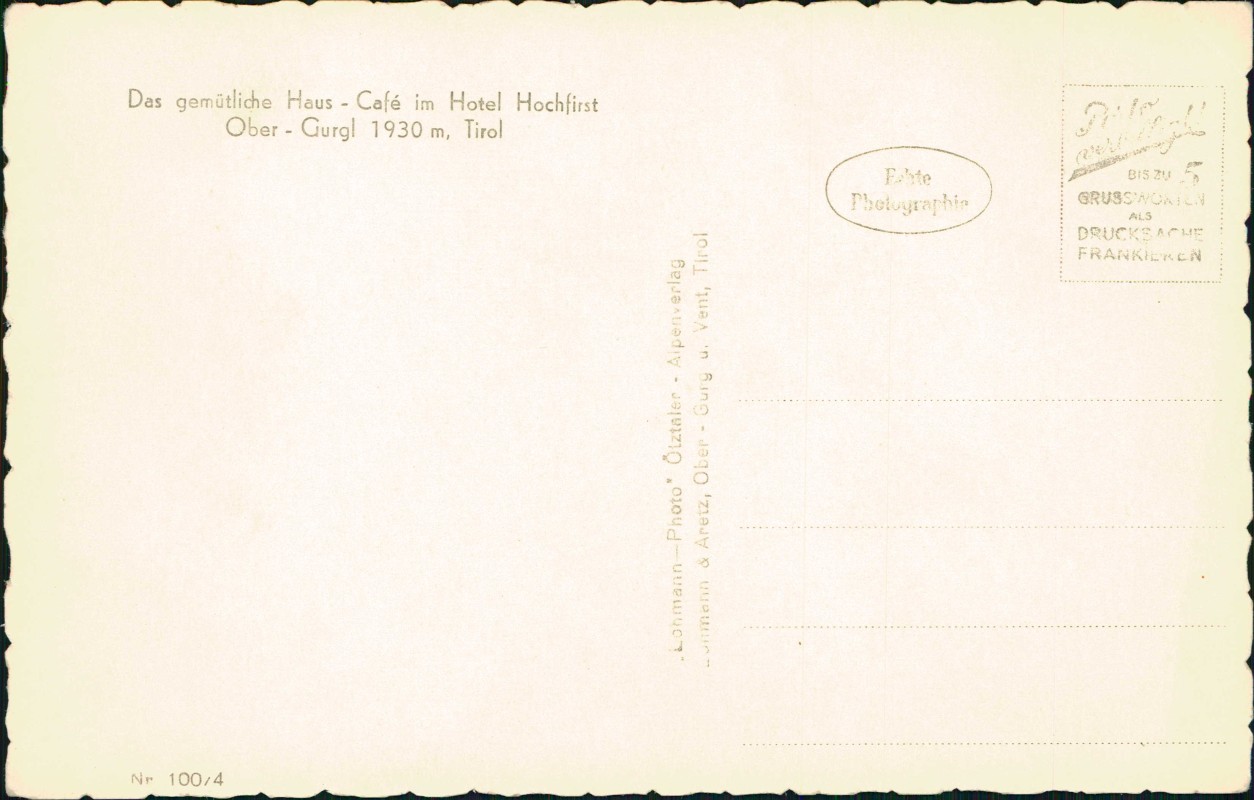 Das gemütliche Haus - Café im Hotel Hochfirst
Ober - Gurgl 1930 m, Tirol
Echte
Photographie
BIS ZU 5
GRUSSWORTEN
ALS
DRUCKSACHE
FRANKIEREN
„Lohmann—Photo" Ötztaler - Alpenverlag
Lohmann & Aretz, Ober - Gurg u. Vent, Tirol
Nr 100/4